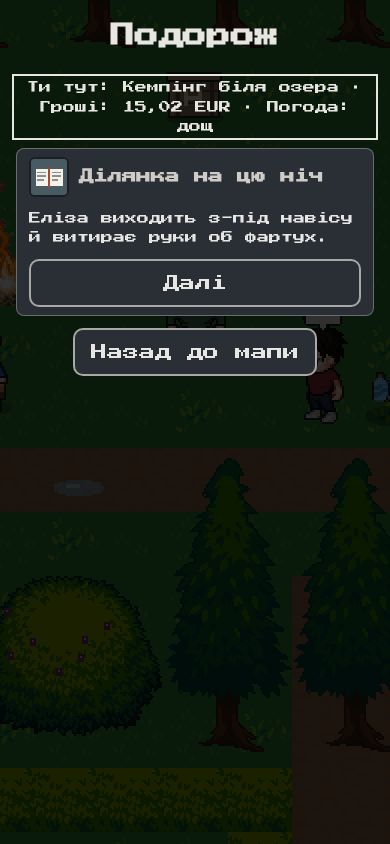 Подорож
Ти тут: Кемпінг біля озера ·
Гроші: 15,02 EUR · Погода:
дощ
Ділянка на цю ніч
Еліза виходить з-під навісу
й витирає руки об фартух.
Далі
Назад до мапи